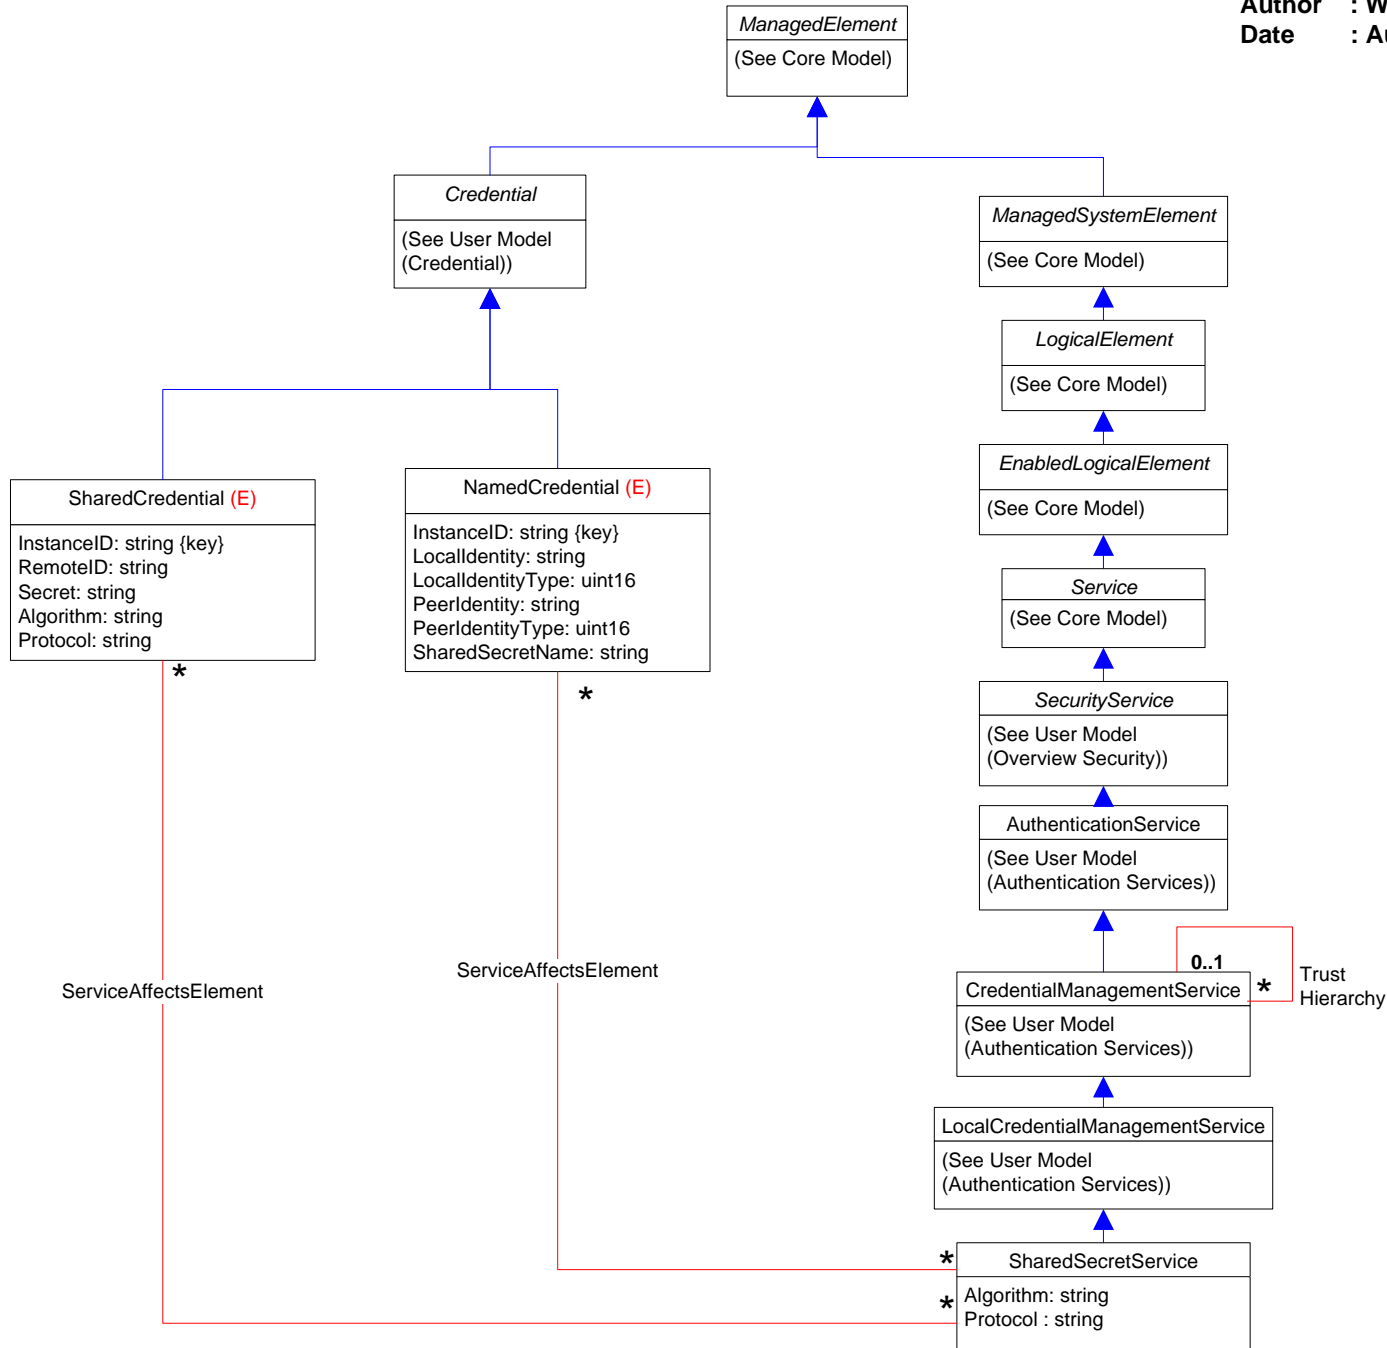 Author : W
Date : Au
ManagedElement
(See Core Model)
Credential
(See User Model
(Credential))
ManagedSystemElement
(See Core Model)
LogicalElement
(See Core Model)
EnabledLogicalElement
(See Core Model)
SharedCredential (E)
InstanceID: string {key}
RemoteID: string
Secret: string
Algorithm: string
Protocol: string
*
NamedCredential (E)
InstanceID: string {key}
LocalIdentity: string
LocalIdentityType: uint16
PeerIdentity: string
PeerIdentityType: uint16
SharedSecretName: string
*
Service
(See Core Model)
SecurityService
(See User Model
(Overview Security))
AuthenticationService
(See User Model
(Authentication Services))
ServiceAffectsElement
ServiceAffectsElement
0..1
*
Trust
Hierarchy
CredentialManagementService
(See User Model
(Authentication Services))
LocalCredentialManagementService
(See User Model
(Authentication Services))
*
*
SharedSecretService
Algorithm: string
Protocol : string